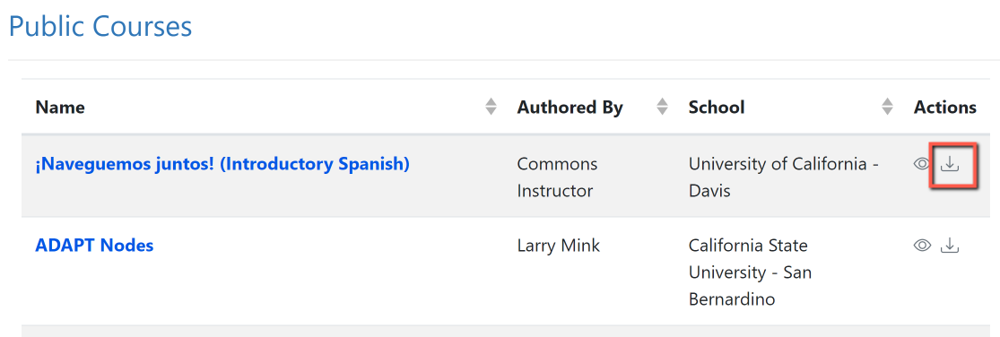 Public Courses
Name Authored By School Actions
¡Naveguemos juntos! (Introductory Spanish) Commons University of California -
Instructor Davis
ADAPT Nodes Larry Mink California State
University - San
Bernardino